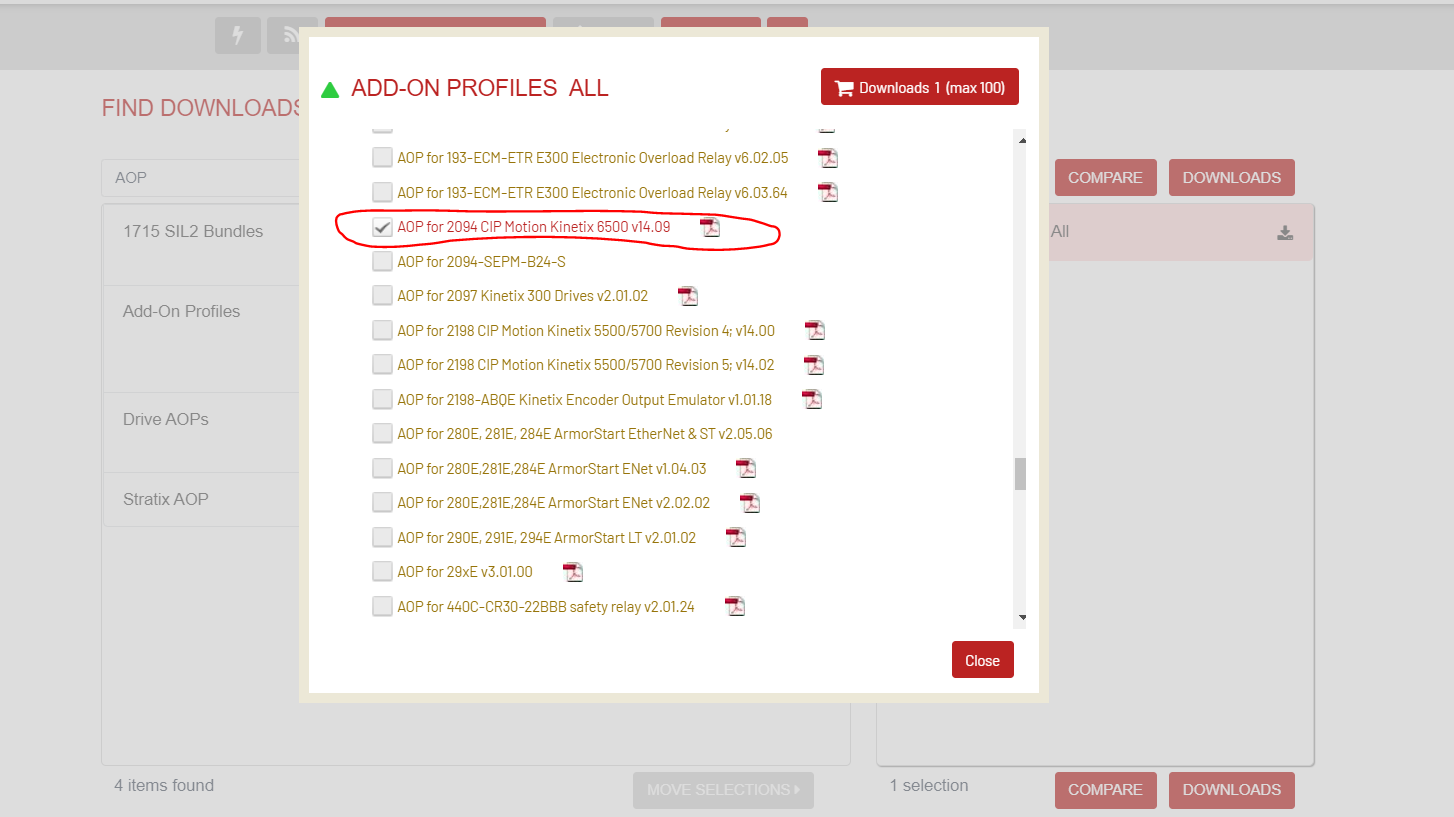 ADD-ON PROFILES ALL
Downloads 1 (max 100)
FIND DOWNLOADS
AOP
COMPARE
DOWNLOADS
1715 SIL2 Bundles
Add-On Profiles
Drive AOPs
Stratix AOP
All
AOP for 193-ECM-ETR E300 Electronic Overload Relay v6.02.05
AOP for 193-ECM-ETR E300 Electronic Overload Relay v6.03.64
AOP for 2094 CIP Motion Kinetix 6500 v14.09
AOP for 2094-SEPM-B24-S
AOP for 2097 Kinetix 300 Drives v2.01.02
AOP for 2198 CIP Motion Kinetix 5500/5700 Revision 4; v14.00
AOP for 2198 CIP Motion Kinetix 5500/5700 Revision 5; v14.02
AOP for 2198-ABQE Kinetix Encoder Output Emulator v1.01.18
AOP for 280E, 281E, 284E ArmorStart EtherNet & ST v2.05.06
AOP for 280E,281E,284E ArmorStart ENet v1.04.03
AOP for 280E,281E,284E ArmorStart ENet v2.02.02
AOP for 290E, 291E, 294E ArmorStart LT v2.01.02
AOP for 29xE v3.01.00
AOP for 440C-CR30-22BBB safety relay v2.01.24
Close
4 items found
MOVE SELECTIONS
1 selection
COMPARE
DOWNLOADS